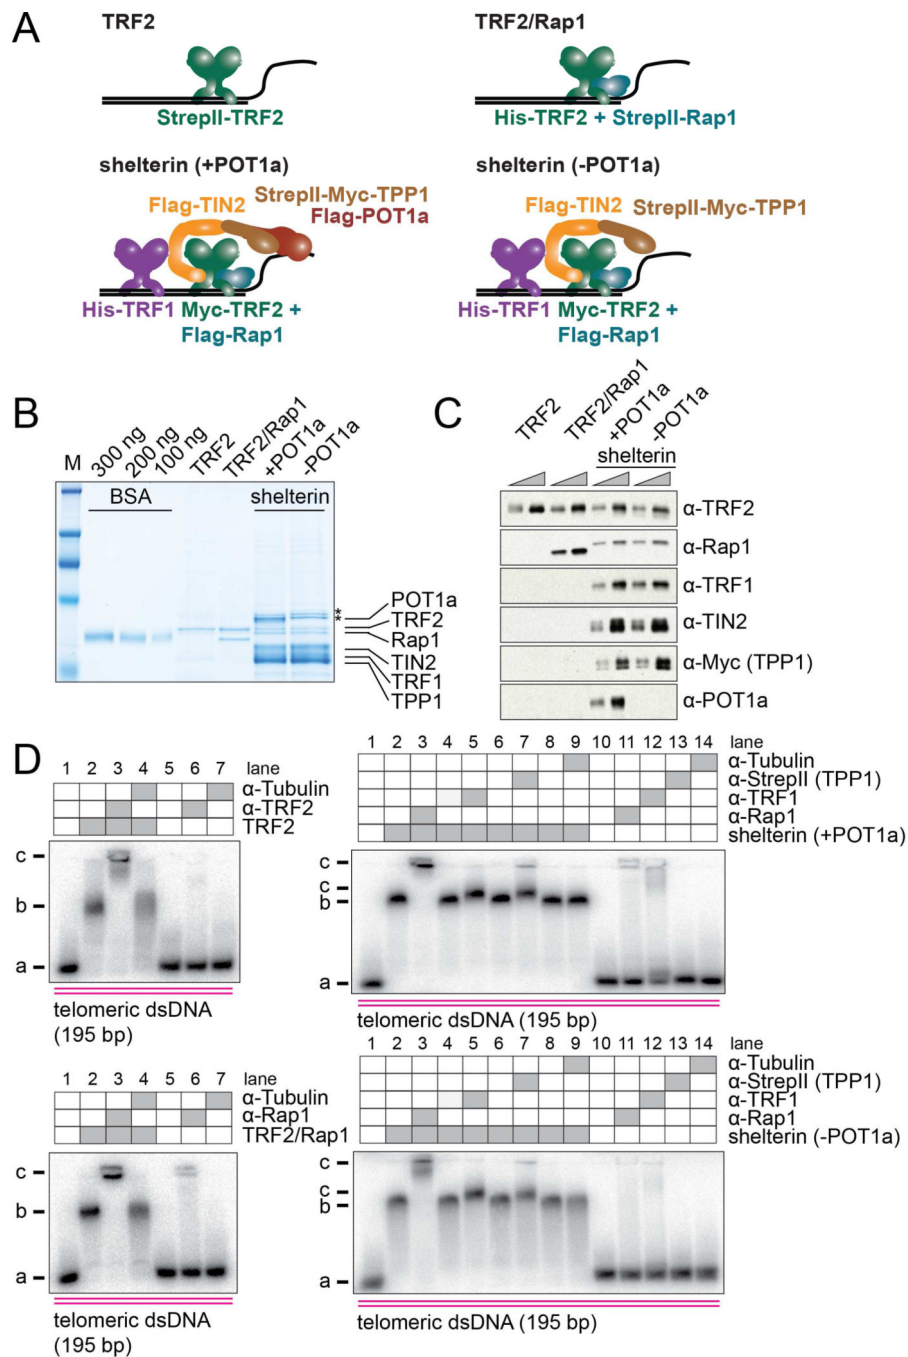 A
TRF2
StrepII-TRF2
TRF2/Rap1
His-TRF2 + StrepII-Rap1
shelterin (+POT1a)
StrepII-Myc-TPP1
Flag-TIN2
Flag-POT1a
His-TRF1 Myc-TRF2 +
Flag-Rap1
shelterin (-POT1a)
Flag-TIN2
StrepII-Myc-TPP1
His-TRF1 Myc-TRF2 +
Flag-Rap1
B
M 300 ng 200 ng 100 ng TRF2 TRF2/Rap1 +POT1a -POT1a
BSA shelterin
*
*
POT1a
TRF2
Rap1
TIN2
TRF1
TPP1
C
TRF2 TRF2/Rap1 +POT1a -POT1a
shelterin
α-TRF2
α-Rap1
α-TRF1
α-TIN2
α-Myc (TPP1)
α-POT1a
D
1 2 3 4 5 6 7 lane
α-Tubulin
α-TRF2
TRF2
c
b
a
telomeric dsDNA
(195 bp)
1 2 3 4 5 6 7 8 9 10 11 12 13 14 lane
α-Tubulin
α-StrepII (TPP1)
α-TRF1
α-Rap1
shelterin (+POT1a)
c
c
b
a
telomeric dsDNA (195 bp)
1 2 3 4 5 6 7 lane
α-Tubulin
α-Rap1
TRF2/Rap1
c
b
a
telomeric dsDNA
(195 bp)
1 2 3 4 5 6 7 8 9 10 11 12 13 14 lane
α-Tubulin
α-StrepII (TPP1)
α-TRF1
α-Rap1
shelterin (-POT1a)
c
c
b
a
telomeric dsDNA (195 bp)